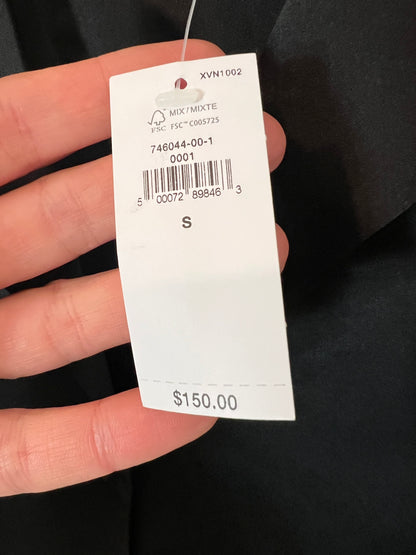 XVN1002
MIX / MIXTE
FSC FSC™ C005725
746044-00-1
0001
5 00072 89846 3
S
$150.00